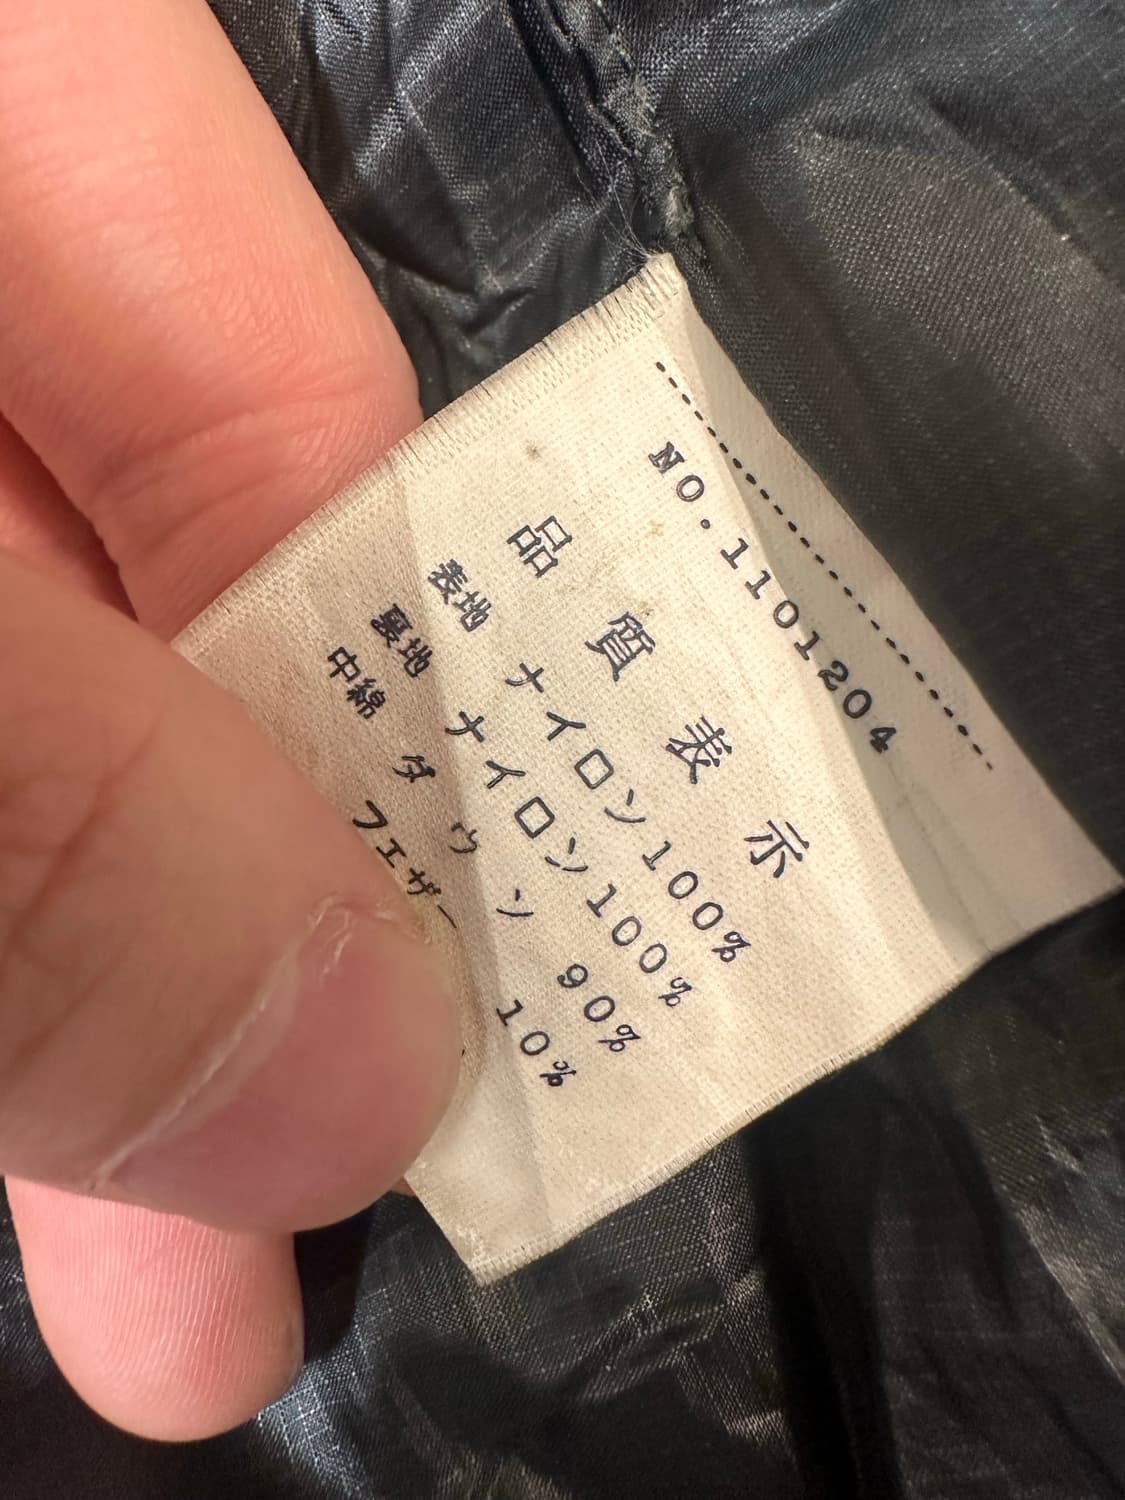 NO.1101204
品質表示
表地 ナイロン100%
裏地 ナイロン100%
中綿 ダウン 90%
フエザー 10%